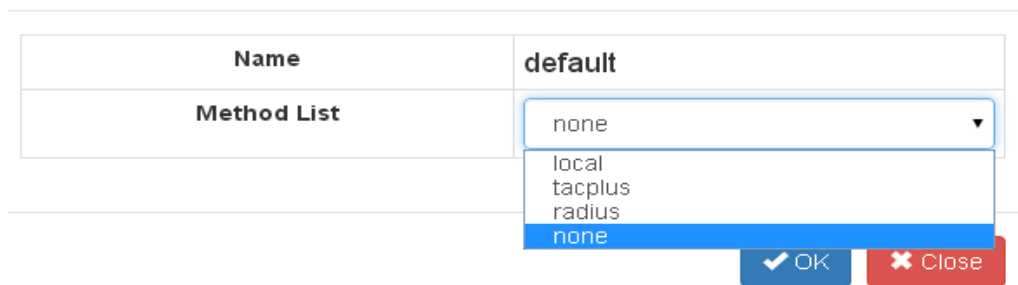 Name default
Method List none
local
tacplus
radius
none
OK Close